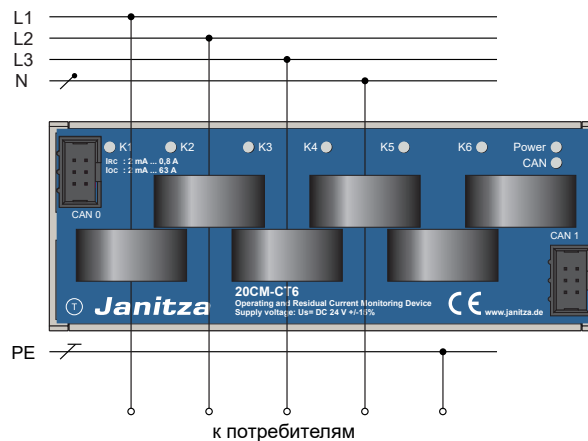 L1
L2
L3
N
K1 K2 K3 K4 K5 K6 Power
CAN
IRC : 2 mA ... 0,8 A
IOC : 2 mA ... 63 A
CAN 0
CAN 1
20CM-CT6
Operating and Residual Current Monitoring Device
Supply voltage: Us= DC 24 V +/-15%
T Janitza CE www.janitza.de
PE
к потребителям